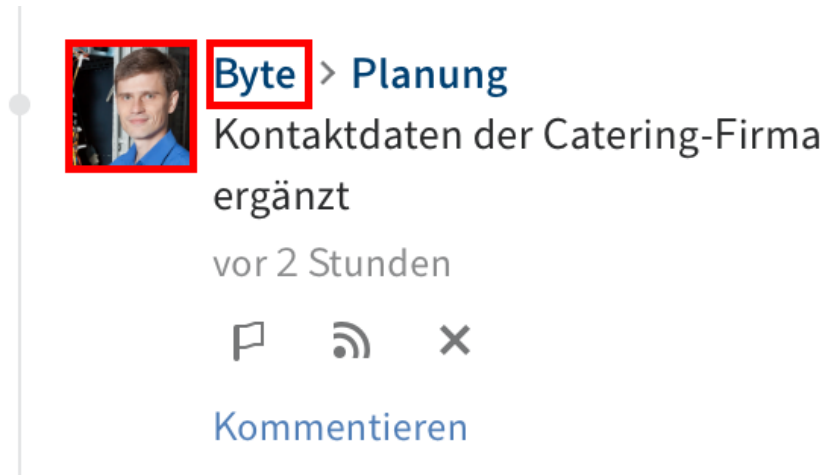 Byte > Planung
Kontaktdaten der Catering-Firma
ergänzt
vor 2 Stunden
Kommentieren